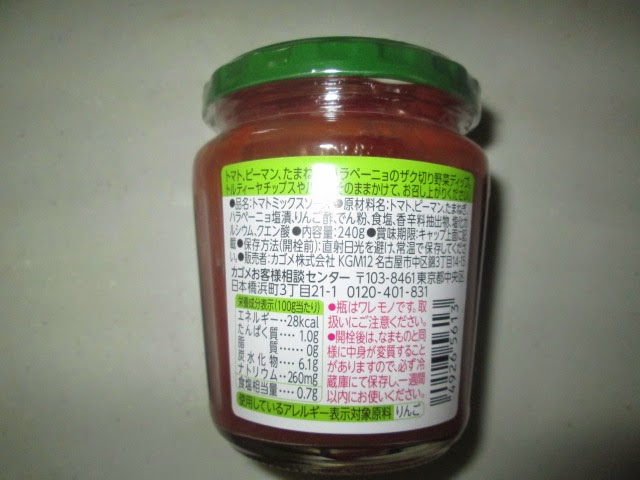 トマト、ピーマン、たまねぎ、ハラペーニョのザク切り野菜ディップ。
トルティーヤチップスや そのままかけて、お召し上がりください。
●品名:トマトミックスソース ●原材料名:トマト、ピーマン、たまねぎ、
ハラペーニョ塩漬、りんご酢、でん粉、食塩、香辛料抽出物、塩化カ
ルシウム、クエン酸 ●内容量:240g ●賞味期限:キャップ上面に記
載 ●保存方法(開栓前):直射日光を避け、常温で保存してくださ
い。●販売者:カゴメ株式会社 KGM12 名古屋市中区錦3丁目14-15
カゴメお客様相談センター 〒103-8461 東京都中央区
日本橋浜町3丁目21-1 0120-401-831
栄養成分表示(100g当たり)
エネルギー‥28kcal
たんぱく質‥‥ 1.0g
脂 質‥‥ 0g
炭水化物‥‥ 6.1g
ナトリウム‥260mg
食塩相当量‥ 0.7g
●瓶はワレモノです。取
扱いにご注意ください。
●開栓後は、なまものと同
様に中身が変質すること
がありますので、必ず冷
蔵庫にて保存し一週間
以内にお使いください。
使用しているアレルギー表示対象原料 りんご